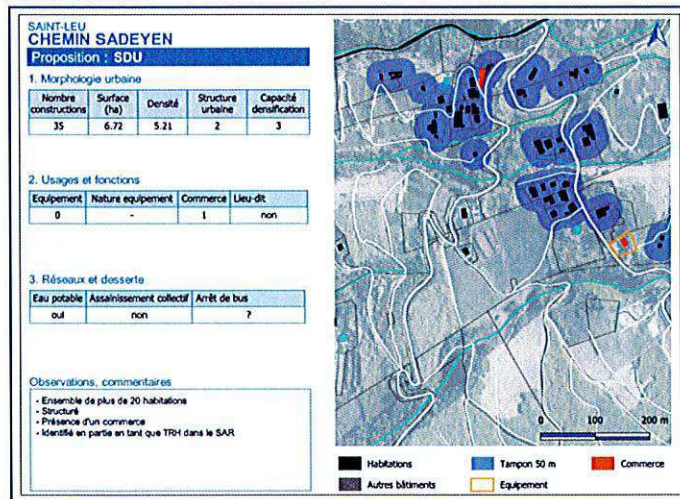 SAINT-LEU
CHEMIN SADEYEN
Proposition : SDU
1. Morphologie urbaine
Nombre constructions | Surface (ha) | Densité | Structure urbaine | Capacité densification
35 | 6.72 | 5.21 | 2 | 3
2. Usages et fonctions
Equipement | Nature equipement | Commerce | Lieu-dit
0 | - | 1 | non
3. Réseaux et desserte
Eau potable | Assainissement collectif | Arrêt de bus
oui | non | ?
Observations, commentaires
- Ensemble de plus de 20 habitations
- Structuré
- Présence d'un commerce
- Identifié en partie en tant que TRH dans le SAR
0 100 200 m
Habitations
Tampon 50 m
Commerce
Autres bâtiments
Equipement